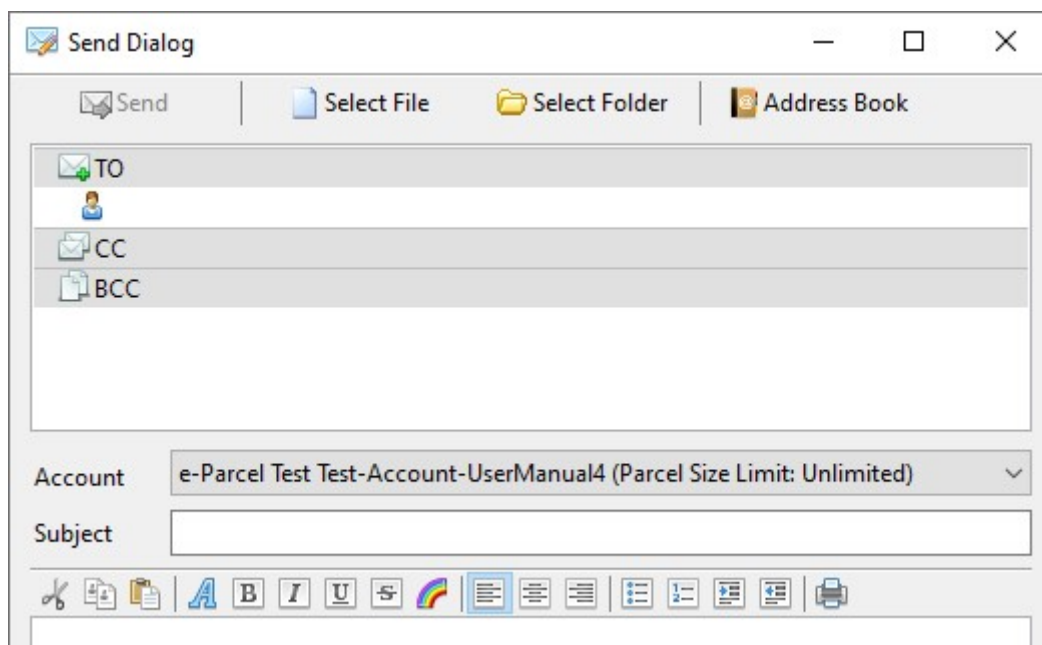 Send Dialog
Send Select File Select Folder Address Book
TO
CC
BCC
Account e-Parcel Test Test-Account-UserManual4 (Parcel Size Limit: Unlimited)
Subject
A B I U S